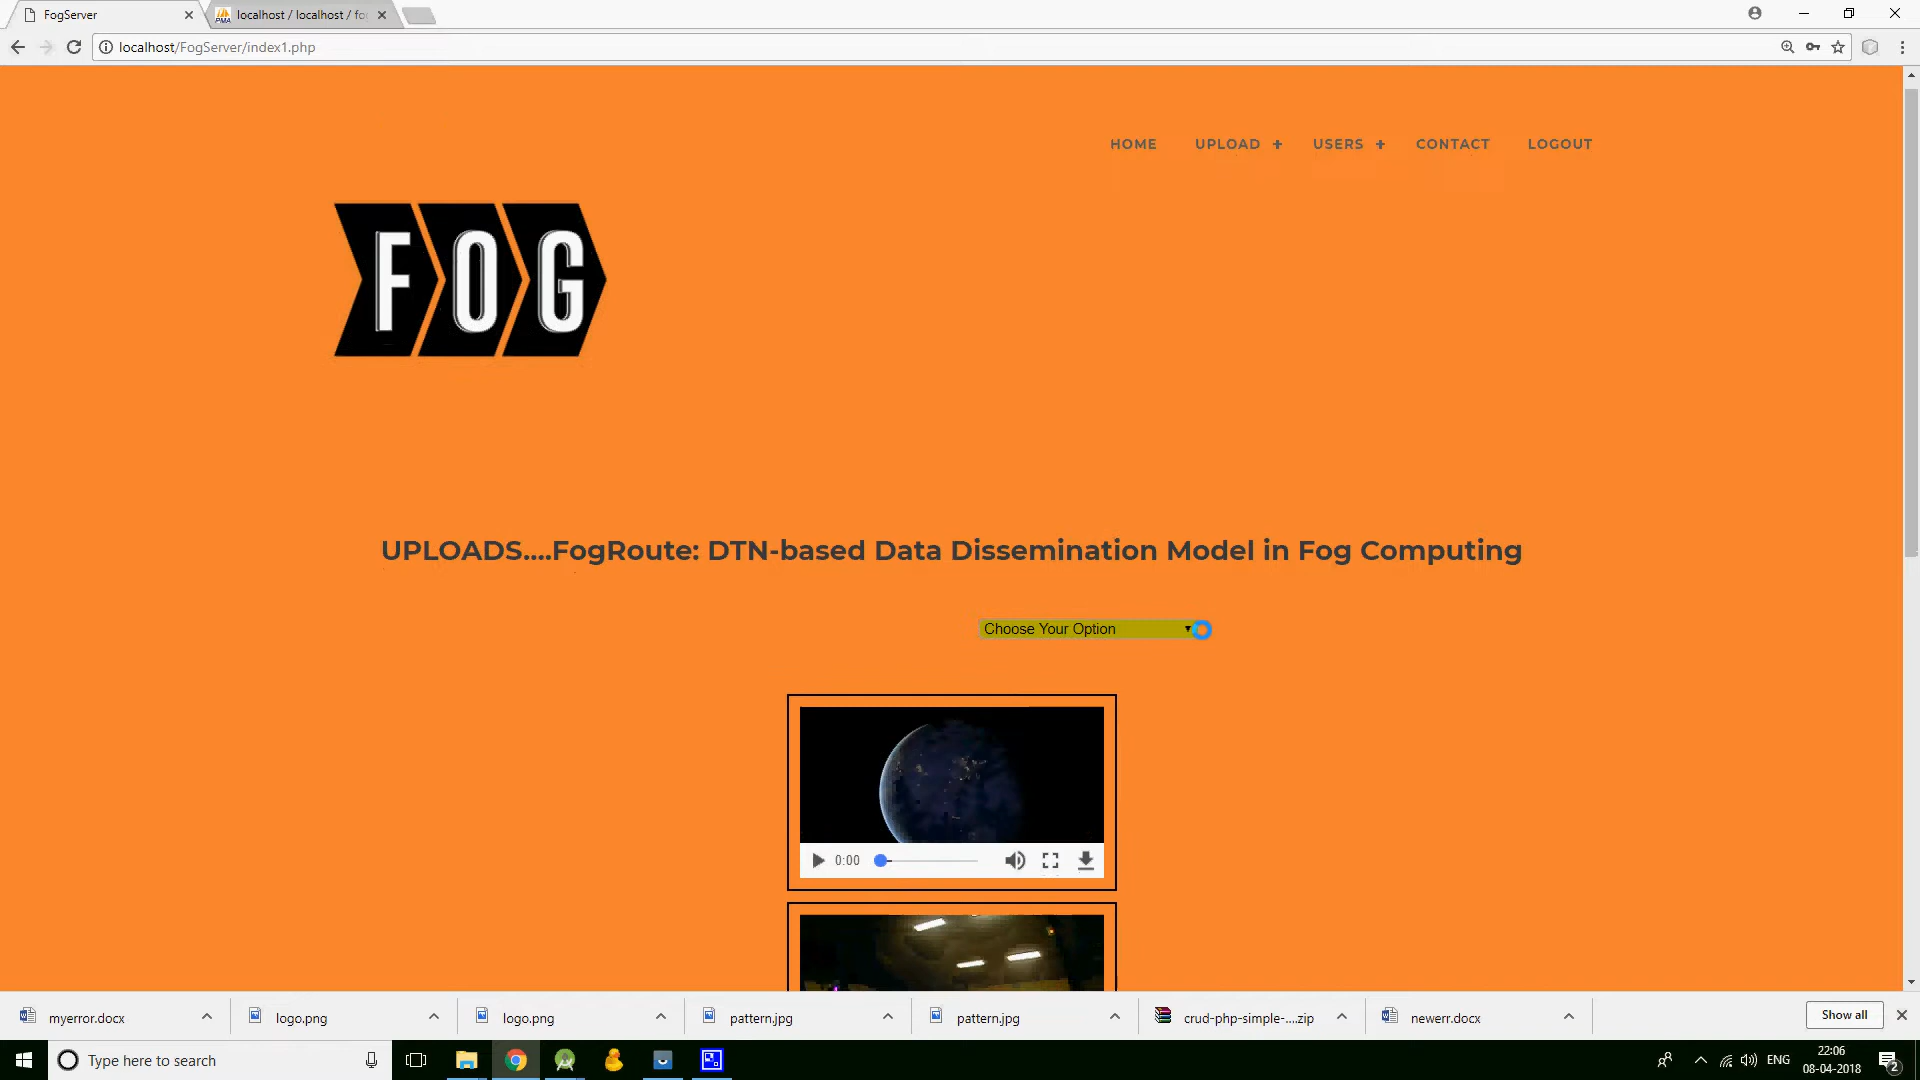 FogServer
localhost / localhost / fo
localhost/FogServer/index1.php
HOME UPLOAD + USERS + CONTACT LOGOUT
FOG
UPLOADS....FogRoute: DTN-based Data Dissemination Model in Fog Computing
Choose Your Option
0:00
myerror.docx
logo.png
logo.png
pattern.jpg
pattern.jpg
crud-php-simple-....zip
newerr.docx
Show all
Type here to search
ENG
22:06
08-04-2018
2